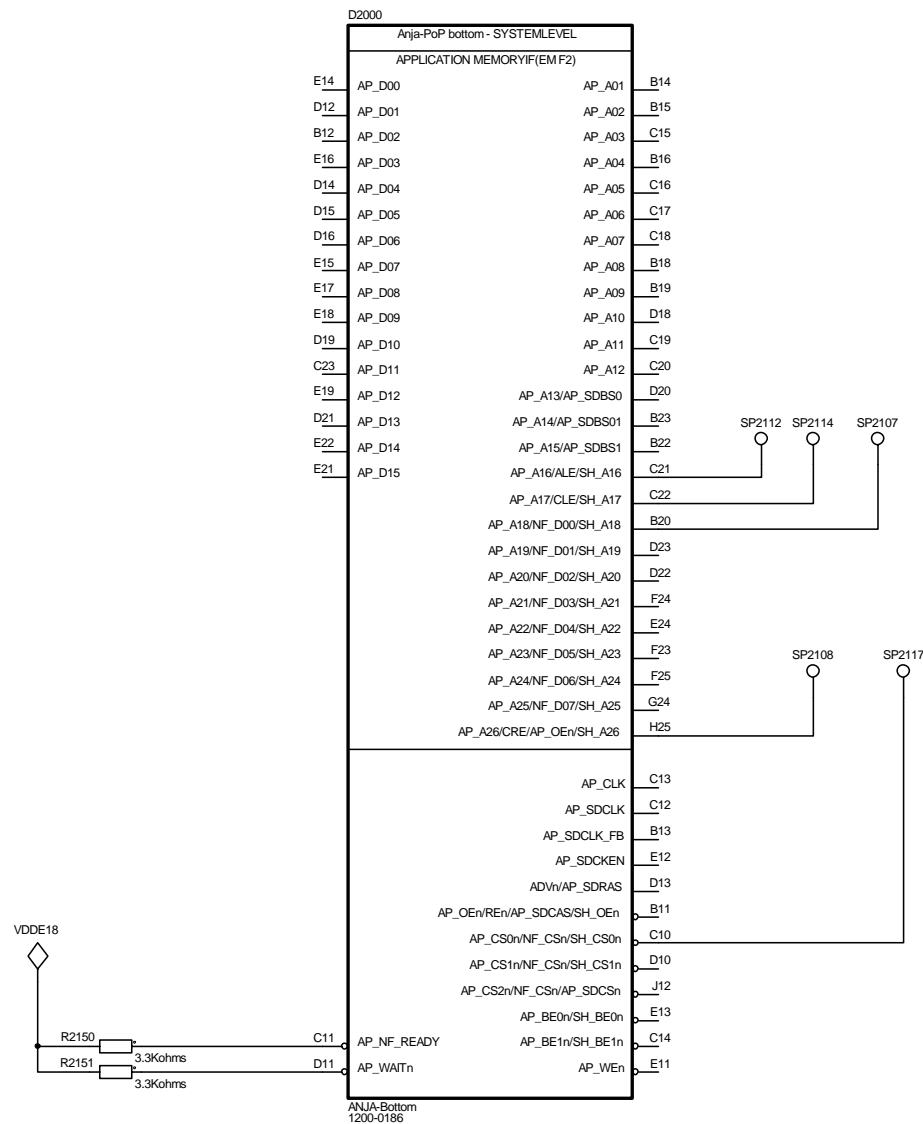 D2000
Anja-PoP bottom - SYSTEMLEVEL
APPLICATION MEMORYIF(EMF2)
E14 AP_D00 AP_A01 B14
D12 AP_D01 AP_A02 B15
B12 AP_D02 AP_A03 C15
E16 AP_D03 AP_A04 B16
D14 AP_D04 AP_A05 C16
D15 AP_D05 AP_A06 C17
D16 AP_D06 AP_A07 C18
E15 AP_D07 AP_A08 B18
E17 AP_D08 AP_A09 B19
E18 AP_D09 AP_A10 D18
D19 AP_D10 AP_A11 C19
C23 AP_D11 AP_A12 C20
E19 AP_D12 AP_A13/AP_SDBS0 D20
D21 AP_D13 AP_A14/AP_SDBS01 B23
SP2112 SP2114 SP2107
E22 AP_D14 AP_A15/AP_SDBS1 B22
E21 AP_D15 AP_A16/ALE/SH_A16 C21
AP_A17/CLE/SH_A17 C22
AP_A18/NF_D00/SH_A18 B20
AP_A19/NF_D01/SH_A19 D23
AP_A20/NF_D02/SH_A20 D22
AP_A21/NF_D03/SH_A21 F24
AP_A22/NF_D04/SH_A22 E24
AP_A23/NF_D05/SH_A23 F23
SP2108 SP2117
AP_A24/NF_D06/SH_A24 F25
AP_A25/NF_D07/SH_A25 G24
AP_A26/CRE/AP_OEn/SH_A26 H25
AP_CLK C13
AP_SDCLK C12
AP_SDCLK_FB B13
AP_SDCKEN E12
ADVn/AP_SDRAS D13
AP_OEn/REn/AP_SDCAS/SH_OEn B11
VDDE18
AP_CS0n/NF_CSn/SH_CS0n C10
AP_CS1n/NF_CSn/SH_CS1n D10
AP_CS2n/NF_CSn/AP_SDCSn J12
AP_BE0n/SH_BE0n E13
R2150 3.3Kohms C11 AP_NF_READY AP_BE1n/SH_BE1n C14
R2151 3.3Kohms D11 AP_WAITn AP_WEn E11
ANJA-Bottom
1200-0186